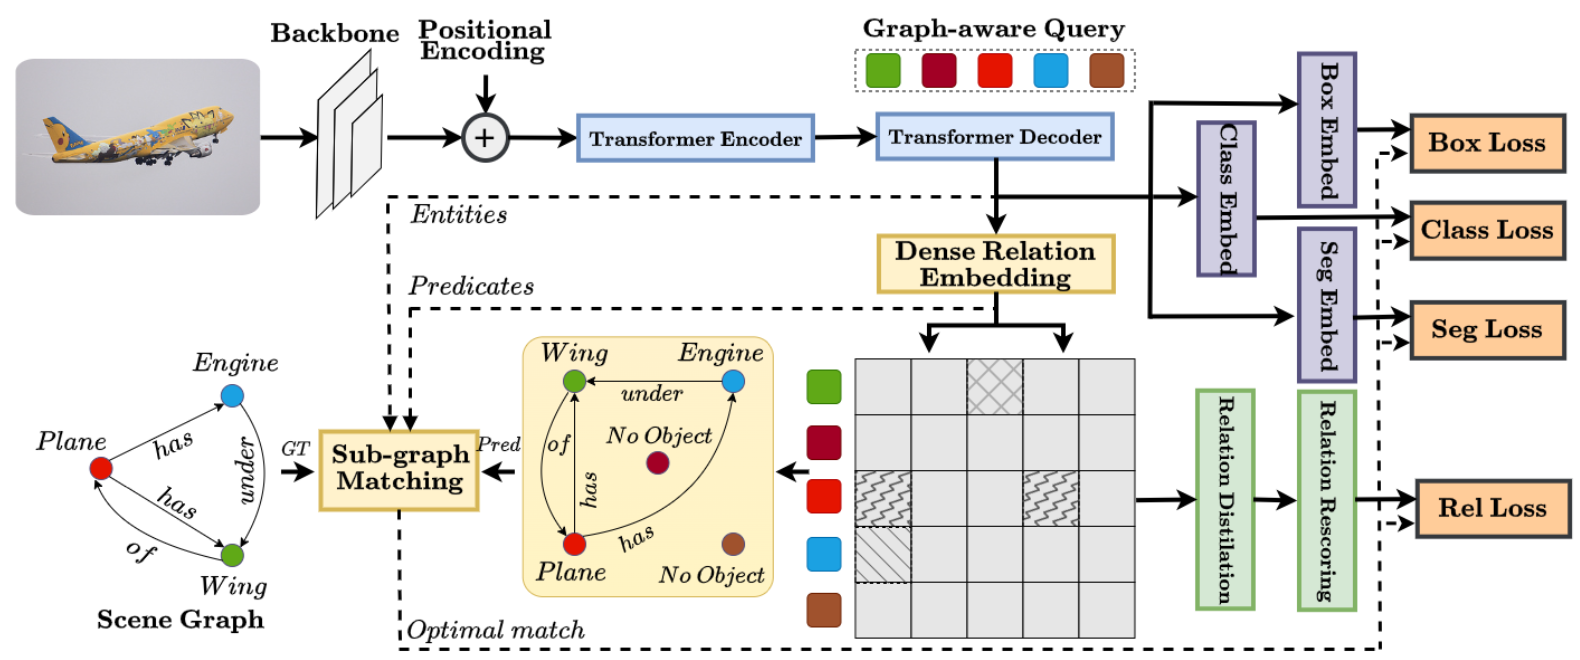 Backbone
Positional
Encoding
+
Graph-aware Query
Transformer Encoder
Transformer Decoder
Box Embed
Class Embed
Seg Embed
Box Loss
Class Loss
Seg Loss
Entities
Predicates
Dense Relation
Embedding
Engine
Plane
has
has
under
of
Wing
Scene Graph
GT
Sub-graph
Matching
Pred
Wing
Engine
under
of
No Object
has
has
Plane
No Object
Relation Distilation
Relation Rescoring
Rel Loss
Optimal match